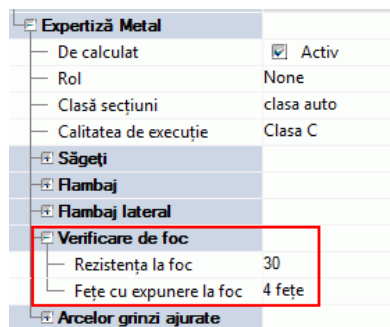 Expertiză Metal
De calculat Activ
Rol None
Clasă secțiuni clasa auto
Calitatea de execuție Clasa C
Săgeți
Flambaj
Flambaj lateral
Verificare de foc
Rezistența la foc 30
Fețe cu expunere la foc 4 fețe
Arcelor grinzi ajurate